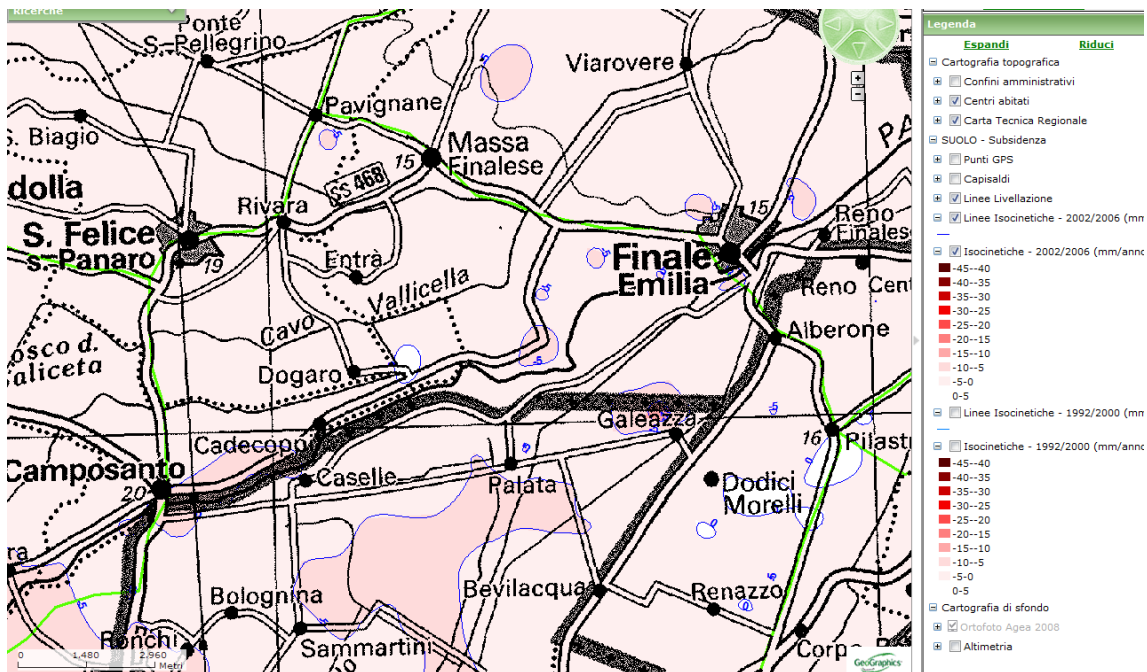 Ricerche
Ponte
S. Pellegrino
Viarovere
Pavignane
S. Biagio
Massa
Finalese
15
SS 468
dolla
Rivara
S. Felice
s. Panaro
19
Entrà
Vallicella
Cavo
15
Reno
Finalese
Finale
Emilia
Reno Cent
Alberone
osco d.
aliceta
Dogaro
-5
Galeazza
Cadecoppi
16
Pilastr
Camposanto
20
Caselle
Palata
Dodici
Morelli
ra
Bevilacqua
Renazzo
Bolognina
Ronchi
Sammartini
Corpo
PA
0 1,480 2,960
Metri
GeoGraphics
Legenda
Espandi Riduci
Cartografia topografica
Confini amministrativi
Centri abitati
Carta Tecnica Regionale
SUOLO - Subsidenza
Punti GPS
Capisaldi
Linee Livellazione
Linee Isocinetiche - 2002/2006 (mm
Isocinetiche - 2002/2006 (mm/anno
-45--40
-40--35
-35--30
-30--25
-25--20
-20--15
-15--10
-10--5
-5-0
0-5
Linee Isocinetiche - 1992/2000 (mm
Isocinetiche - 1992/2000 (mm/anno
-45--40
-40--35
-35--30
-30--25
-25--20
-20--15
-15--10
-10--5
-5-0
0-5
Cartografia di sfondo
Ortofoto Agea 2008
Altimetria